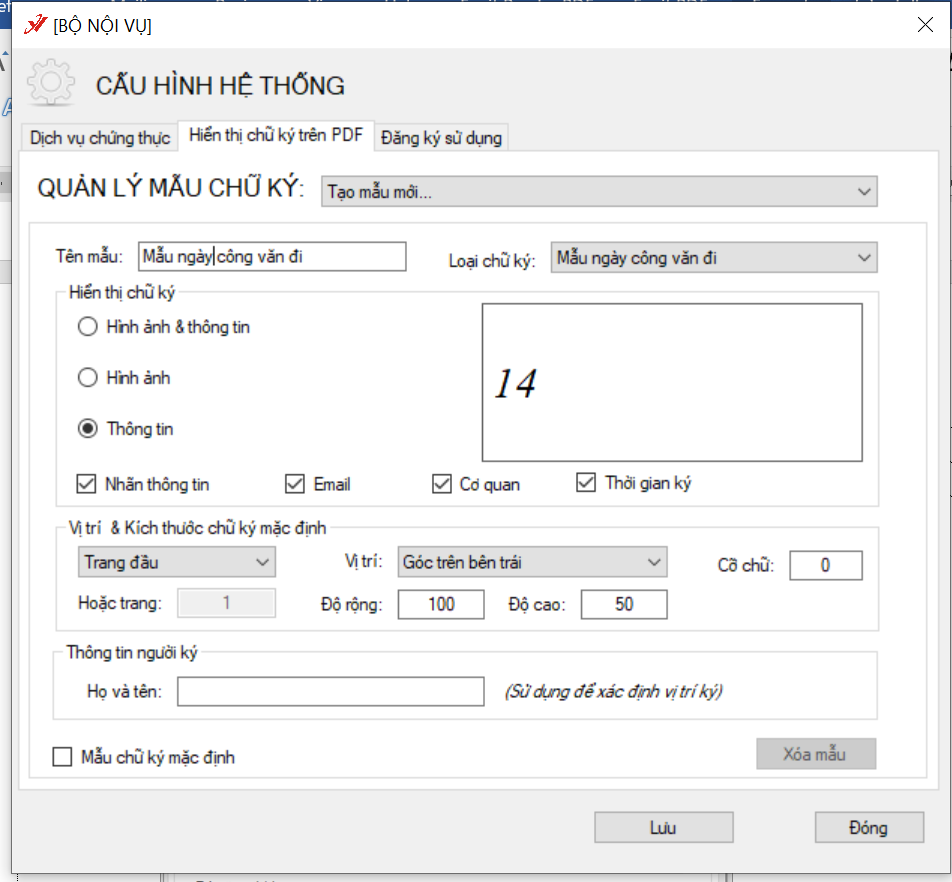 [BỘ NỘI VỤ]
CẤU HÌNH HỆ THỐNG
Dịch vụ chứng thực Hiển thị chữ ký trên PDF Đăng ký sử dụng
QUẢN LÝ MẪU CHỮ KÝ: Tạo mẫu mới...
Tên mẫu: Mẫu ngày công văn đi Loại chữ ký: Mẫu ngày công văn đi
Hiển thị chữ ký
Hình ảnh & thông tin
14
Hình ảnh
Thông tin
Nhãn thông tin Email Cơ quan Thời gian ký
Vị trí & Kích thước chữ ký mặc định
Trang đầu Vị trí: Góc trên bên trái Cỡ chữ: 0
Hoặc trang: 1 Độ rộng: 100 Độ cao: 50
Thông tin người ký
Họ và tên: (Sử dụng để xác định vị trí ký)
Mẫu chữ ký mặc định Xóa mẫu
Lưu Đóng